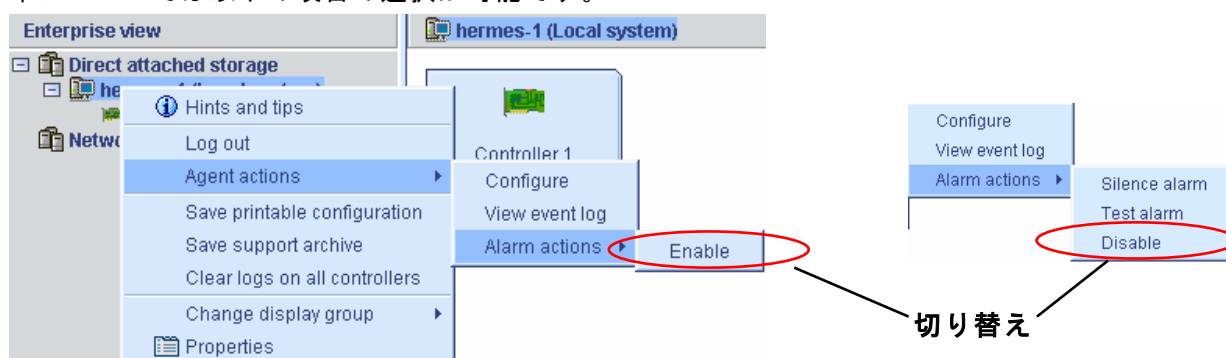 Enterprise view
hermes-1 (Local system)
Direct attached storage
he
Hints and tips
Netwo
Log out
Controller 1
Agent actions
Configure
Save printable configuration
View event log
Save support archive
Alarm actions
Enable
Clear logs on all controllers
Change display group
Properties
Configure
View event log
Alarm actions
Silence alarm
Test alarm
Disable
切り替え